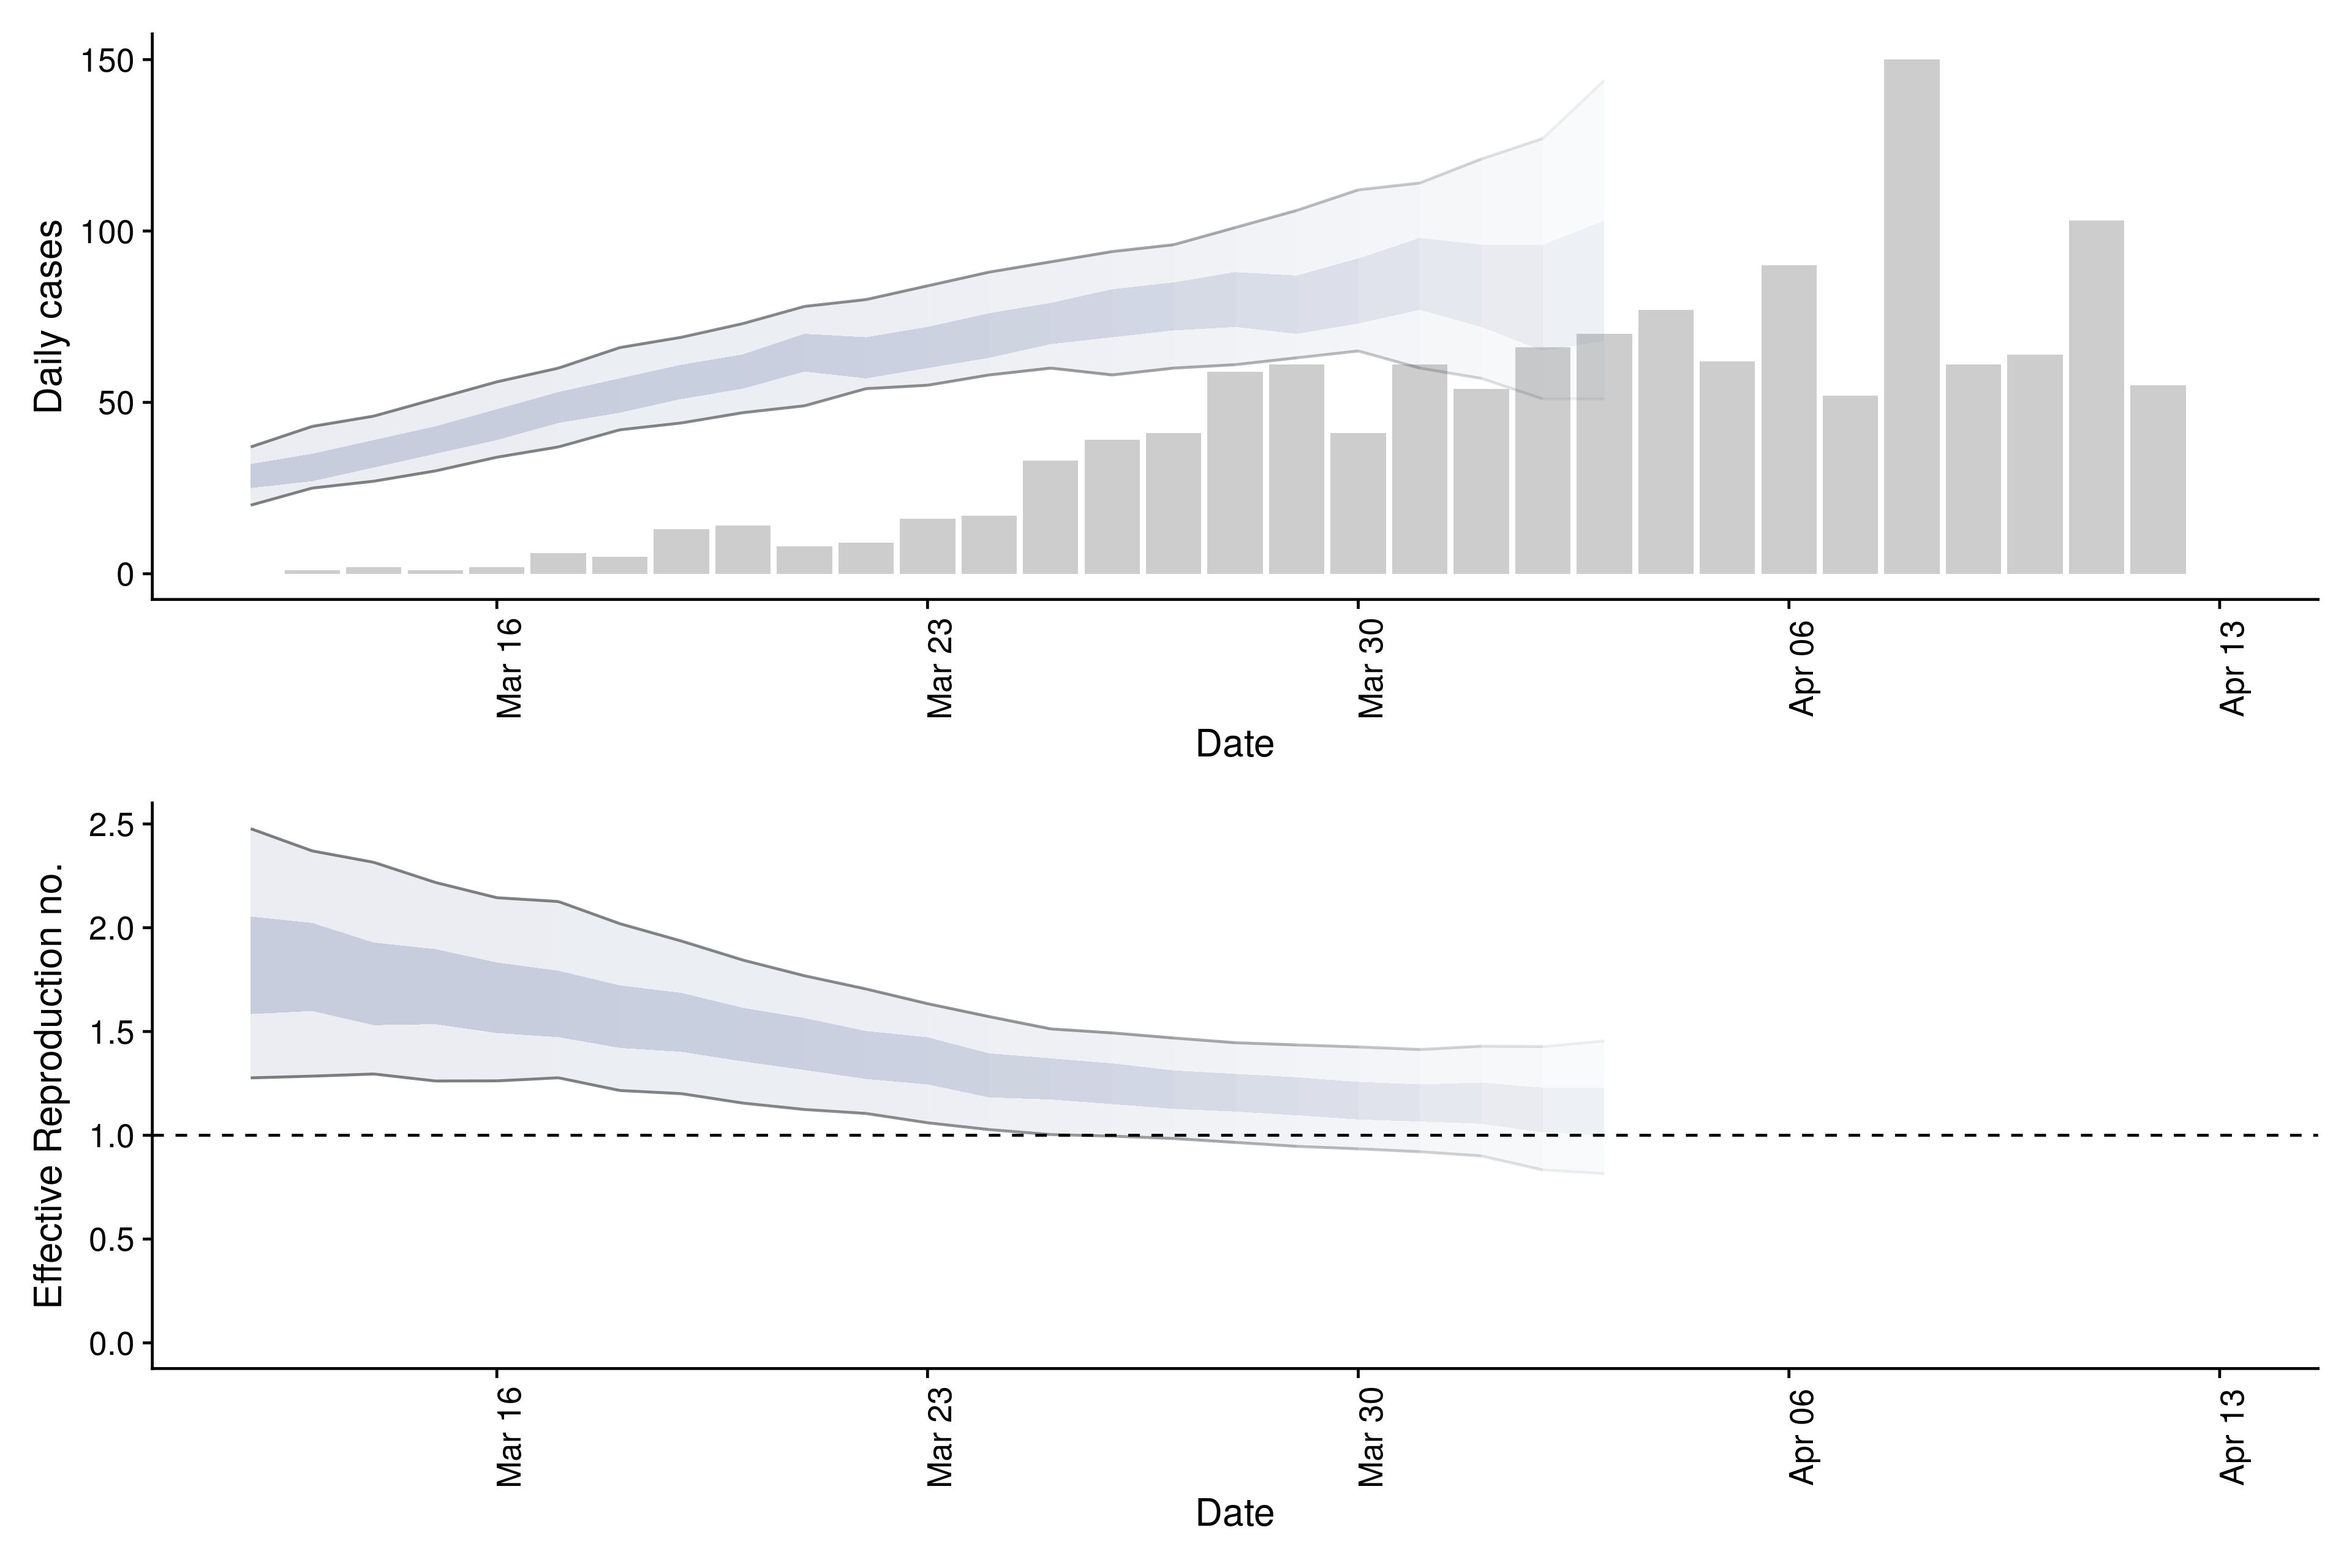 Daily cases
150
100
50
0
Mar 16
Mar 23
Mar 30
Apr 06
Apr 13
Date
Effective Reproduction no.
2.5
2.0
1.5
1.0
0.5
0.0
Mar 16
Mar 23
Mar 30
Apr 06
Apr 13
Date